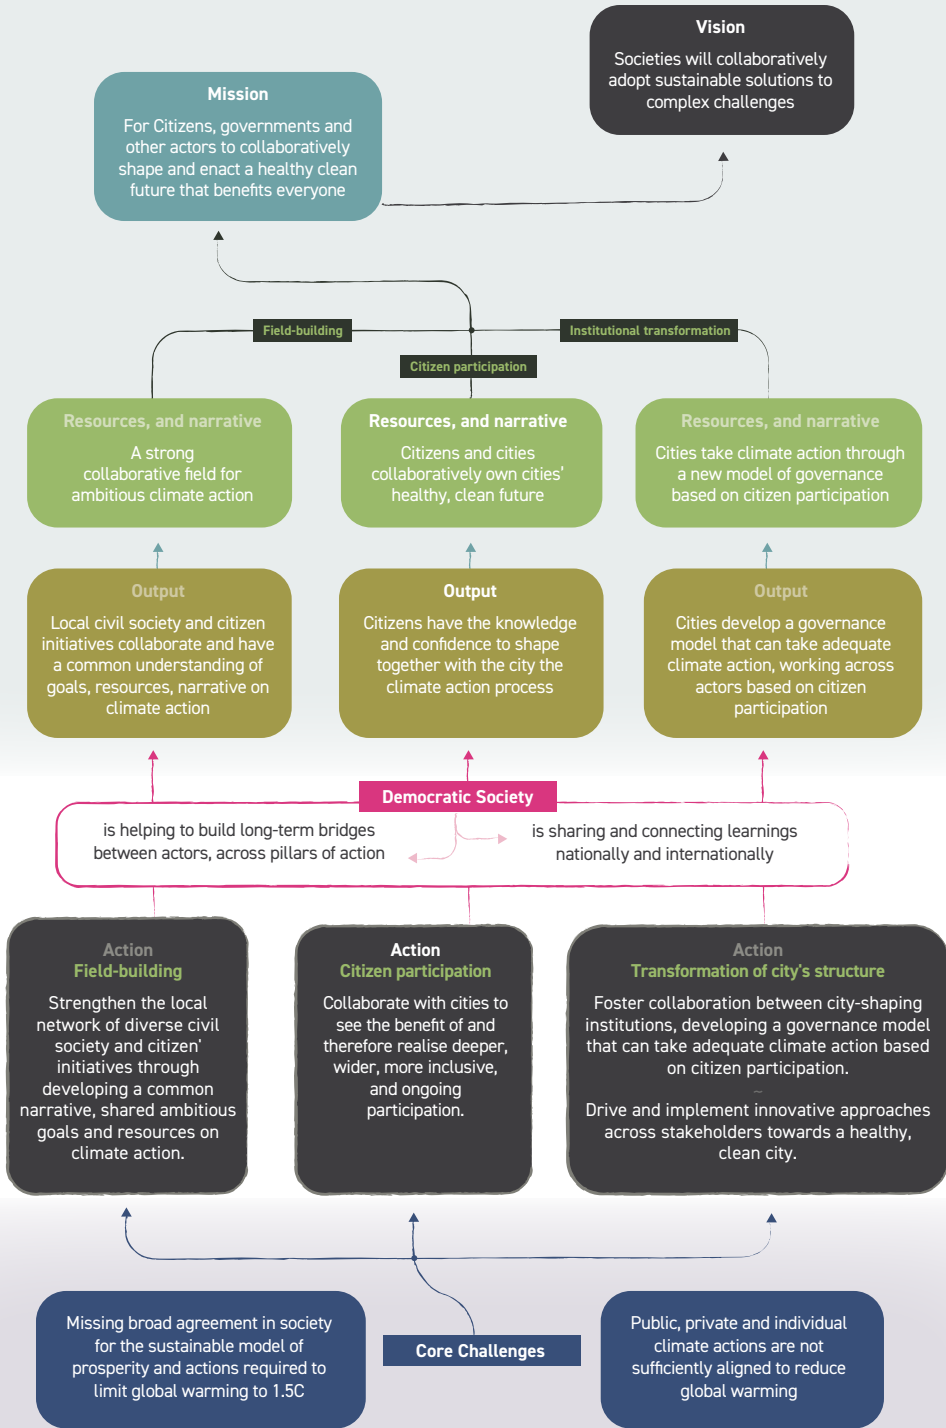 Vision
Societies will collaboratively
adopt sustainable solutions to
complex challenges
Mission
For Citizens, governments and
other actors to collaboratively
shape and enact a healthy clean
future that benefits everyone
Field-building
Institutional transformation
Citizen participation
Resources, and narrative
A strong
collaborative field for
ambitious climate action
Resources, and narrative
Citizens and cities
collaboratively own cities'
healthy, clean future
Resources, and narrative
Cities take climate action through
a new model of governance
based on citizen participation
Output
Local civil society and citizen
initiatives collaborate and have
a common understanding of
goals, resources, narrative on
climate action
Output
Citizens have the knowledge
and confidence to shape
together with the city the
climate action process
Output
Cities develop a governance
model that can take adequate
climate action, working across
actors based on citizen
participation
Democratic Society
is helping to build long-term bridges
between actors, across pillars of action
is sharing and connecting learnings
nationally and internationally
Action
Field-building
Strengthen the local
network of diverse civil
society and citizen'
initiatives through
developing a common
narrative, shared ambitious
goals and resources on
climate action.
Action
Citizen participation
Collaborate with cities to
see the benefit of and
therefore realise deeper,
wider, more inclusive,
and ongoing
participation.
Action
Transformation of city's structure
Foster collaboration between city-shaping
institutions, developing a governance model
that can take adequate climate action based
on citizen participation.
~
Drive and implement innovative approaches
across stakeholders towards a healthy,
clean city.
Missing broad agreement in society
for the sustainable model of
prosperity and actions required to
limit global warming to 1.5C
Core Challenges
Public, private and individual
climate actions are not
sufficiently aligned to reduce
global warming